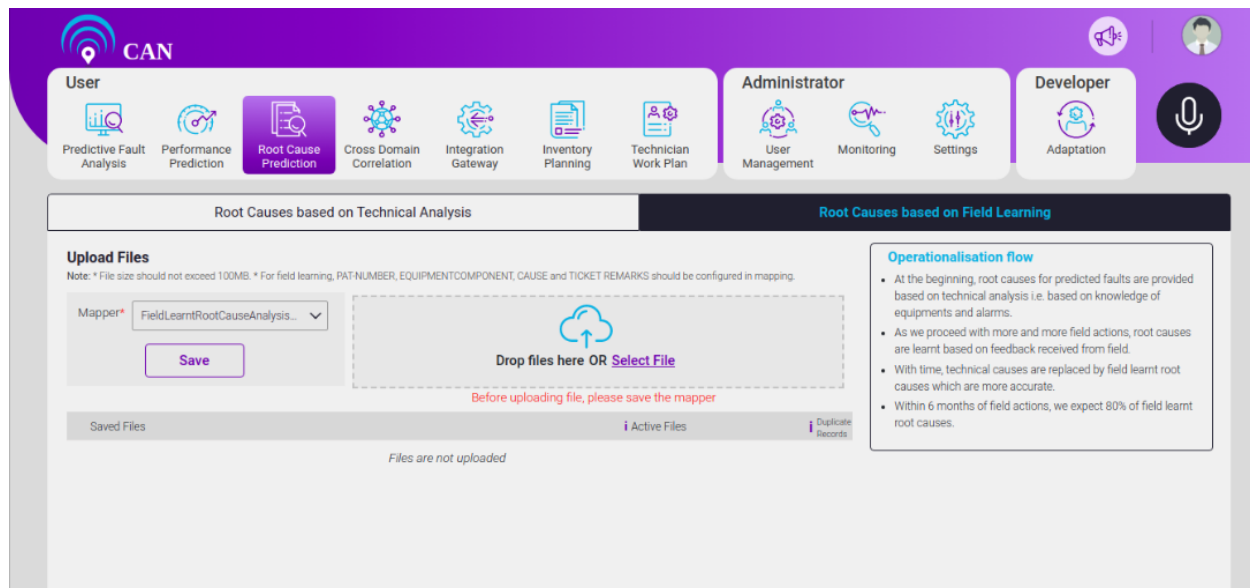 CAN
User
Administrator
Developer
Predictive Fault
Analysis
Performance
Prediction
Root Cause
Prediction
Cross Domain
Correlation
Integration
Gateway
Inventory
Planning
Technician
Work Plan
User
Management
Monitoring
Settings
Adaptation
Root Causes based on Technical Analysis
Root Causes based on Field Learning
Upload Files
Note: * File size should not exceed 100MB. * For field learning, PAT-NUMBER, EQUIPMENTCOMPONENT, CAUSE and TICKET REMARKS should be configured in mapping.
Mapper*
FieldLearntRootCauseAnalysis...
Save
Drop files here OR Select File
Before uploading file, please save the mapper
Saved Files
i Active Files
i Duplicate
Records
Files are not uploaded
Operationalisation flow
• At the beginning, root causes for predicted faults are provided
based on technical analysis i.e. based on knowledge of
equipments and alarms.
• As we proceed with more and more field actions, root causes
are learnt based on feedback received from field.
• With time, technical causes are replaced by field learnt root
causes which are more accurate.
• Within 6 months of field actions, we expect 80% of field learnt
root causes.